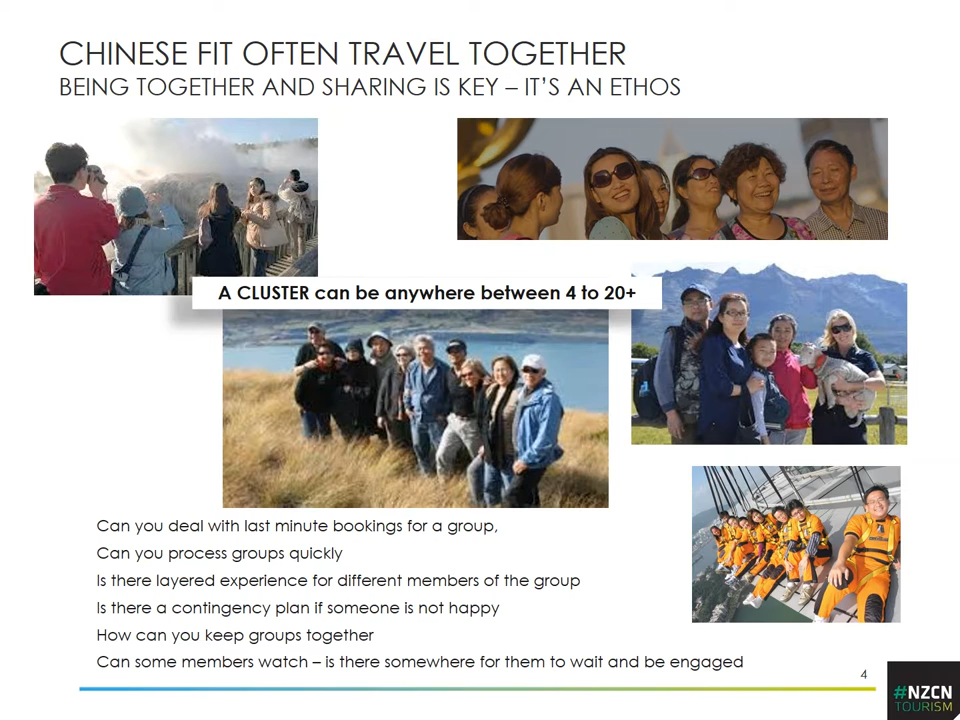 CHINESE FIT OFTEN TRAVEL TOGETHER
BEING TOGETHER AND SHARING IS KEY – IT’S AN ETHOS
A CLUSTER can be anywhere between 4 to 20+
Can you deal with last minute bookings for a group,
Can you process groups quickly
Is there layered experience for different members of the group
Is there a contingency plan if someone is not happy
How can you keep groups together
Can some members watch – is there somewhere for them to wait and be engaged
4
#NZCN
TOURISM